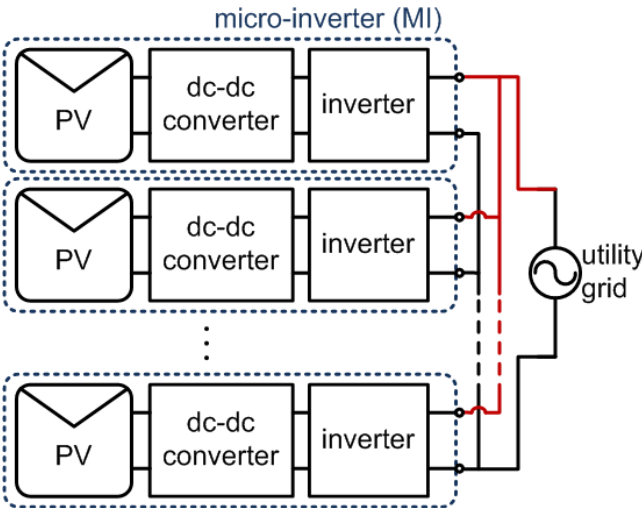 micro-inverter (MI)
PV
dc-dc
converter
inverter
PV
dc-dc
converter
inverter
utility
grid
PV
dc-dc
converter
inverter